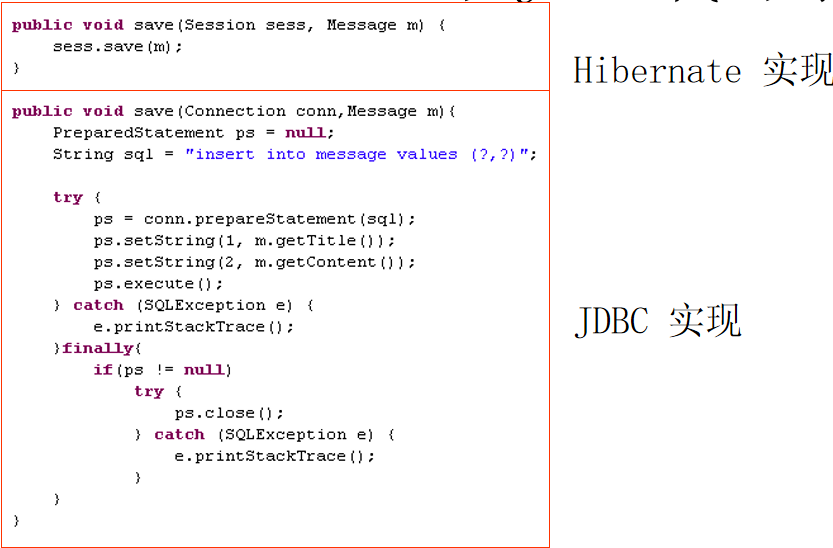 public void save(Session sess, Message m) {
    sess.save(m);
}
Hibernate 实现
public void save(Connection conn,Message m){
    PreparedStatement ps = null;
    String sql = "insert into message values (?,?)";
    try {
        ps = conn.prepareStatement(sql);
        ps.setString(1, m.getTitle());
        ps.setString(2, m.getContent());
        ps.execute();
    } catch (SQLException e) {
        e.printStackTrace();
    }finally{
        if(ps != null)
            try {
                ps.close();
            } catch (SQLException e) {
                e.printStackTrace();
            }
    }
}
JDBC 实现